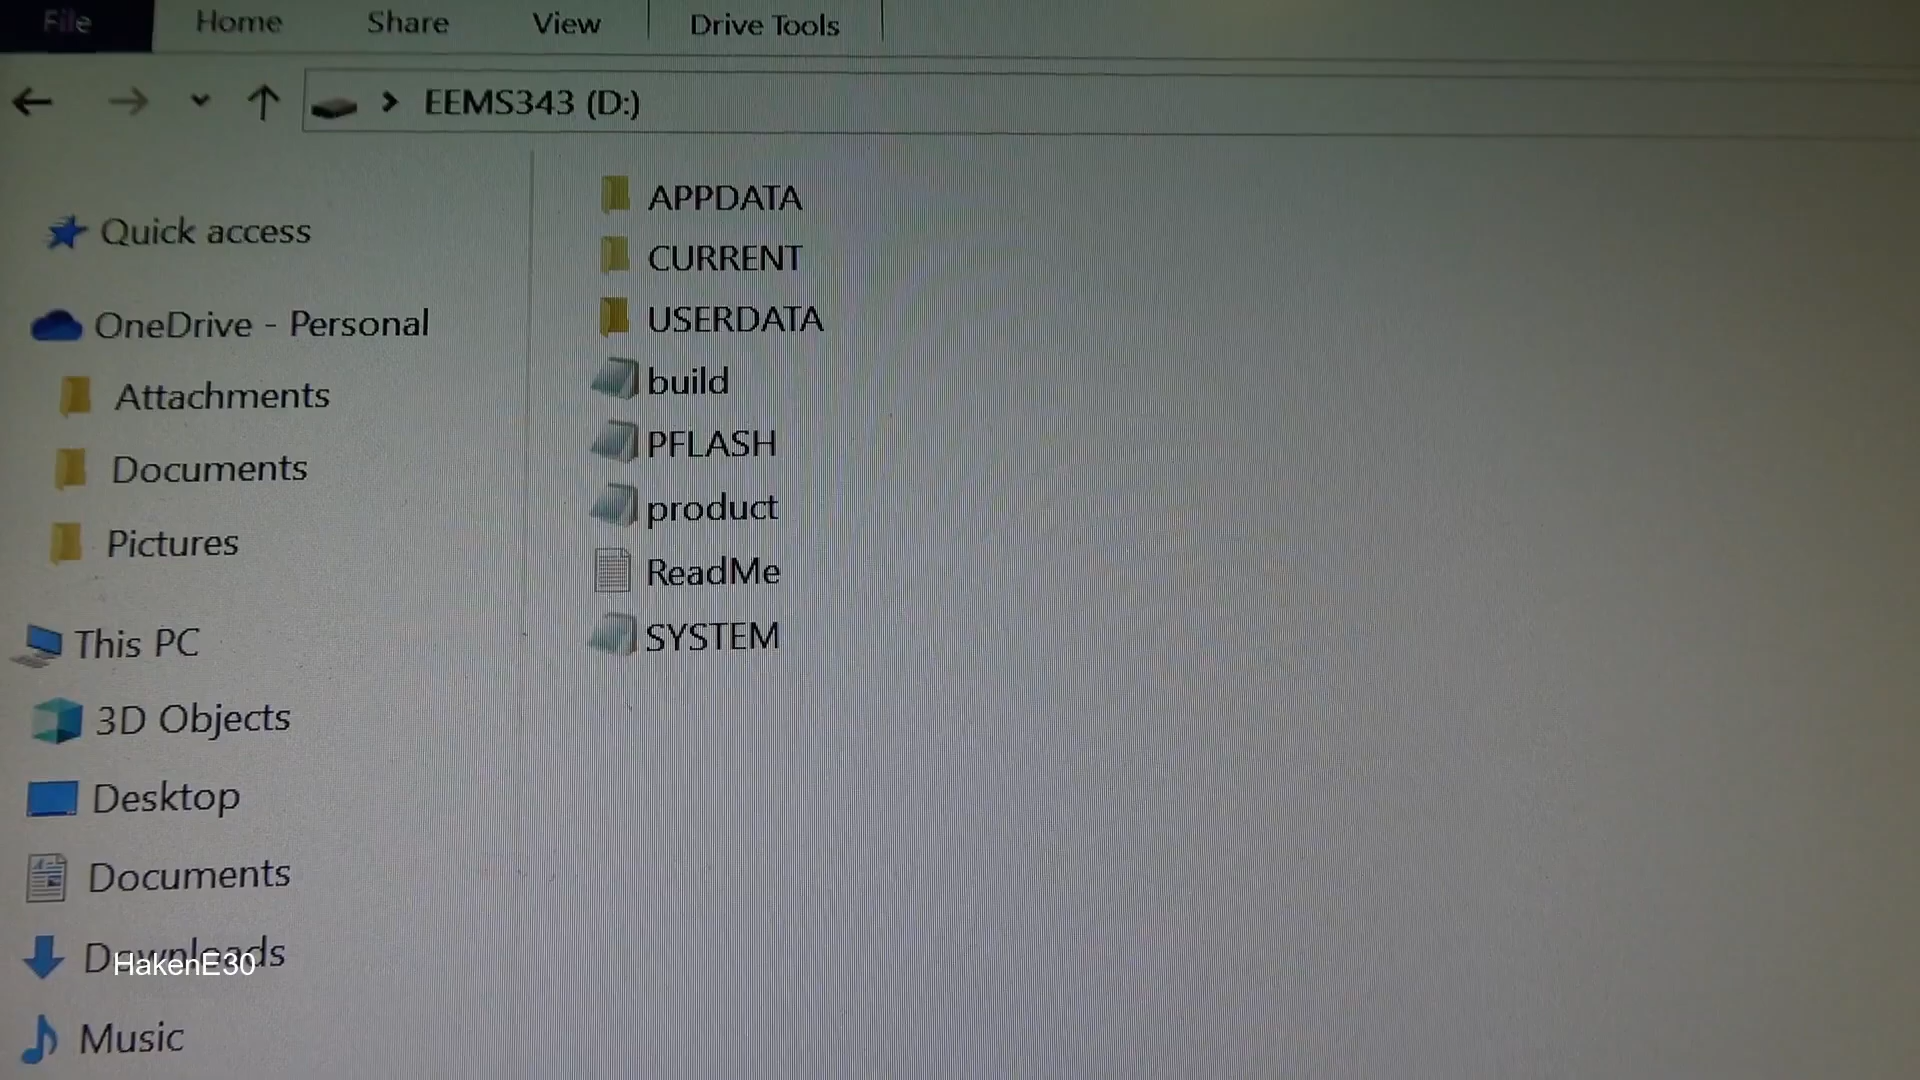 File Home Share View Drive Tools
EEMS343 (D:)
Quick access
OneDrive - Personal
Attachments
Documents
Pictures
This PC
3D Objects
Desktop
Documents
Downloads
Music
APPDATA
CURRENT
USERDATA
build
PFLASH
product
ReadMe
SYSTEM
HakenE30